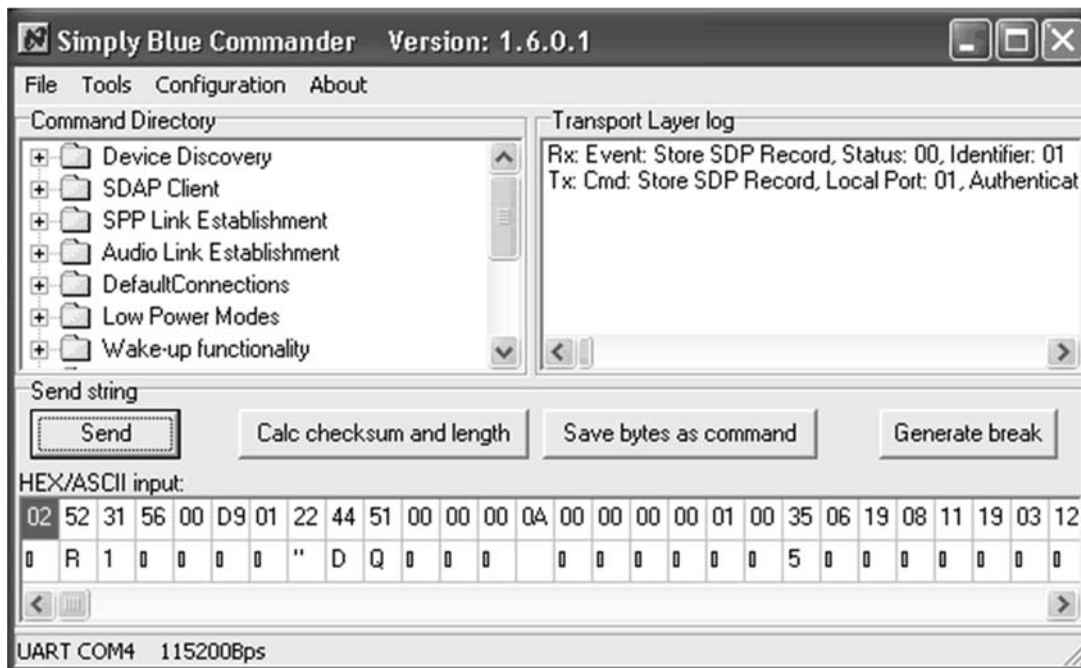 Simply Blue Commander Version: 1.6.0.1
File Tools Configuration About
Command Directory
Device Discovery
SDAP Client
SPP Link Establishment
Audio Link Establishment
DefaultConnections
Low Power Modes
Wake-up functionality
Transport Layer log
Rx: Event: Store SDP Record, Status: 00, Identifier: 01
Tx: Cmd: Store SDP Record, Local Port: 01, Authenticat
Send string
Send Calc checksum and length Save bytes as command Generate break
HEX/ASCII input:
02 52 31 56 00 D9 01 22 44 51 00 00 00 0A 00 00 00 00 01 00 35 06 19 08 11 19 03 12
R 1 " D Q 5
UART COM4 115200Bps